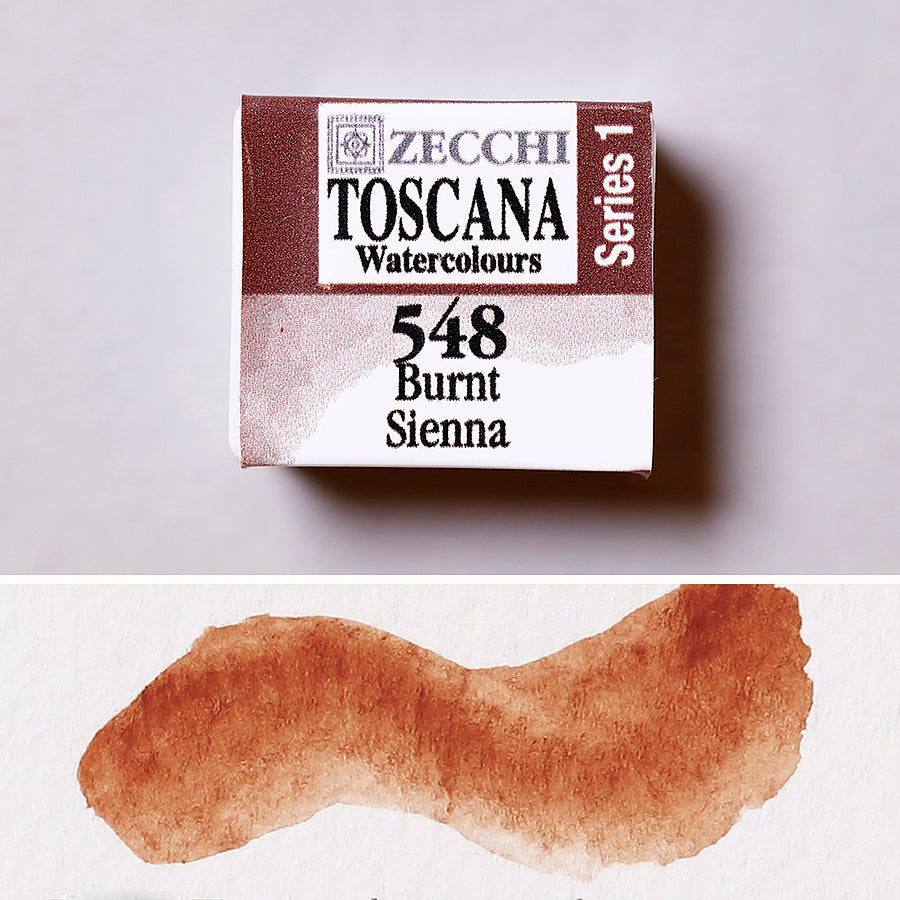 ZECCHI
TOSCANA
Watercolours
Series 1
548
Burnt
Sienna